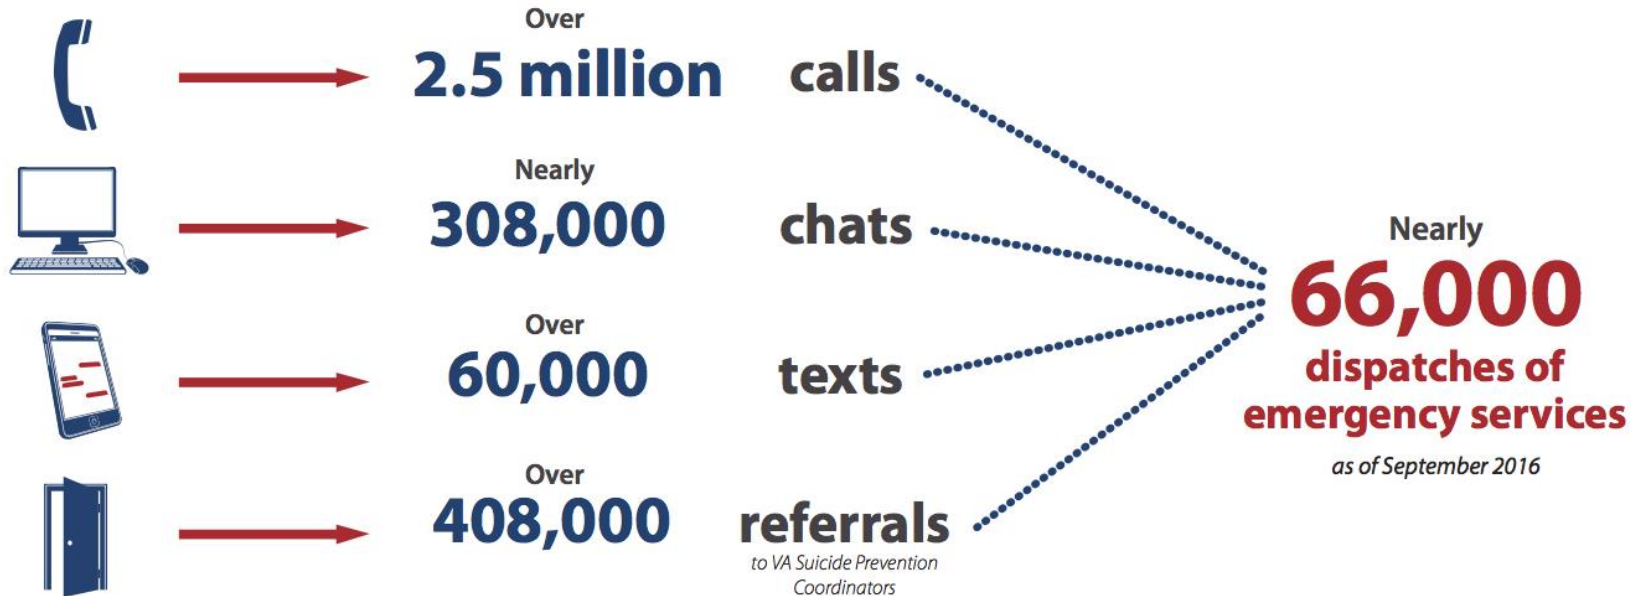 Over
2.5 million calls
Nearly
308,000 chats
Over
60,000 texts
Over
408,000 referrals
to VA Suicide Prevention
Coordinators
Nearly
66,000
dispatches of
emergency services
as of September 2016